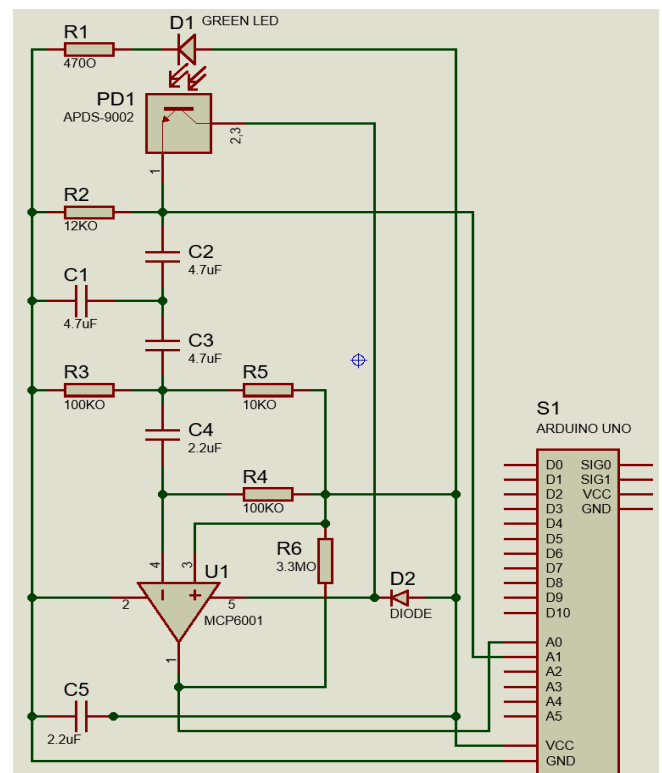 D1 GREEN LED
R1
470O
PD1
APDS-9002
2,3
1
R2
12KO
C2
4.7uF
C1
4.7uF
C3
4.7uF
R3
100KO
R5
10KO
C4
2.2uF
R4
100KO
R6
3.3MO
4
3
U1
MCP6001
2
5
1
D2
DIODE
C5
2.2uF
S1
ARDUINO UNO
D0 SIG0
D1 SIG1
D2 VCC
D3 GND
D4
D5
D6
D7
D8
D9
D10
A0
A1
A2
A3
A4
A5
VCC
GND